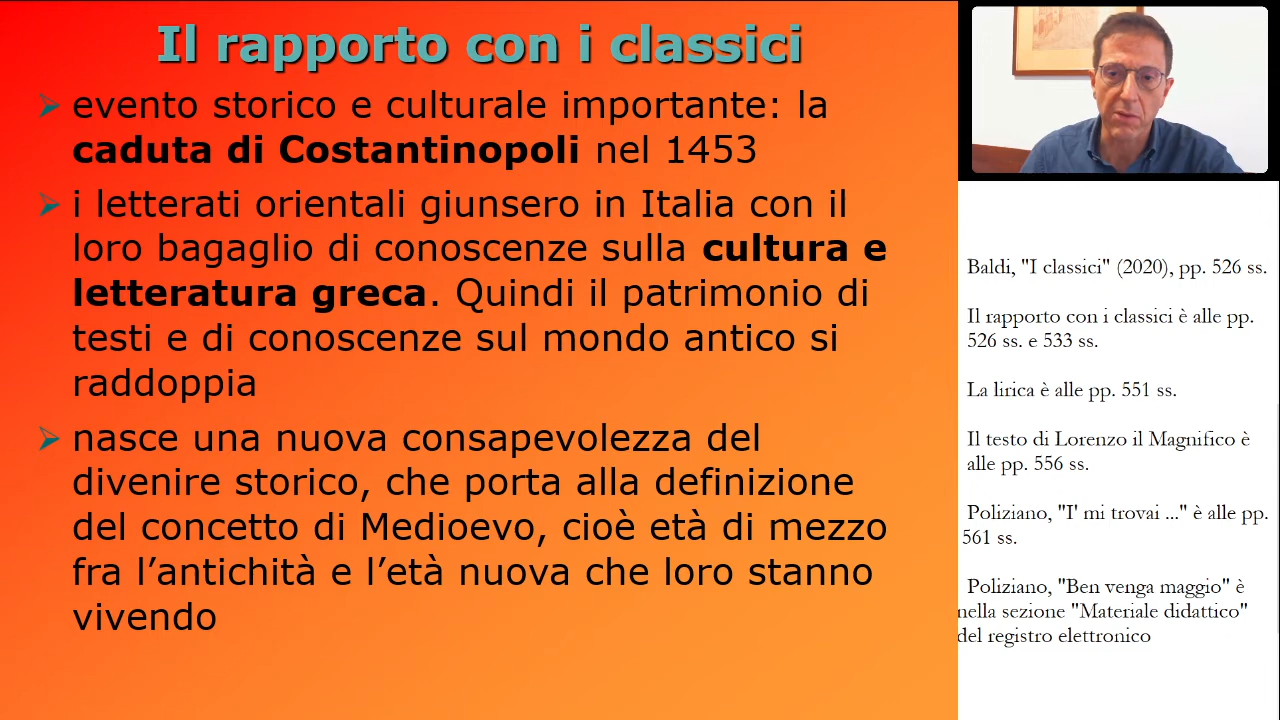 Il rapporto con i classici
evento storico e culturale importante: la
caduta di Costantinopoli nel 1453
i letterati orientali giunsero in Italia con il
loro bagaglio di conoscenze sulla cultura e
letteratura greca. Quindi il patrimonio di
testi e di conoscenze sul mondo antico si
raddoppia
nasce una nuova consapevolezza del
divenire storico, che porta alla definizione
del concetto di Medioevo, cioè età di mezzo
fra l’antichità e l’età nuova che loro stanno
vivendo
Baldi, "I classici" (2020), pp. 526 ss.
Il rapporto con i classici è alle pp.
526 ss. e 533 ss.
La lirica è alle pp. 551 ss.
Il testo di Lorenzo il Magnifico è
alle pp. 556 ss.
Poliziano, "I' mi trovai ..." è alle pp.
561 ss.
Poliziano, "Ben venga maggio" è
nella sezione "Materiale didattico"
del registro elettronico